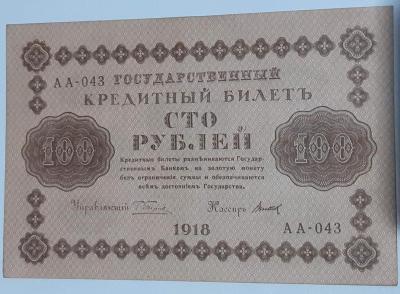 АА-043 ГОСУДАРСТВЕННЫЙ
КРЕДИТНЫЙ БИЛЕТЪ
СТО
РУБЛЕЙ
100 100
Кредитные билеты размѣниваются Государ-
ственнымъ Банкомъ на золотую монету
безъ ограниченія суммы и обезпечиваются
всѣмъ достояніемъ Государства.
Управляющій Кассиръ
1918 АА-043